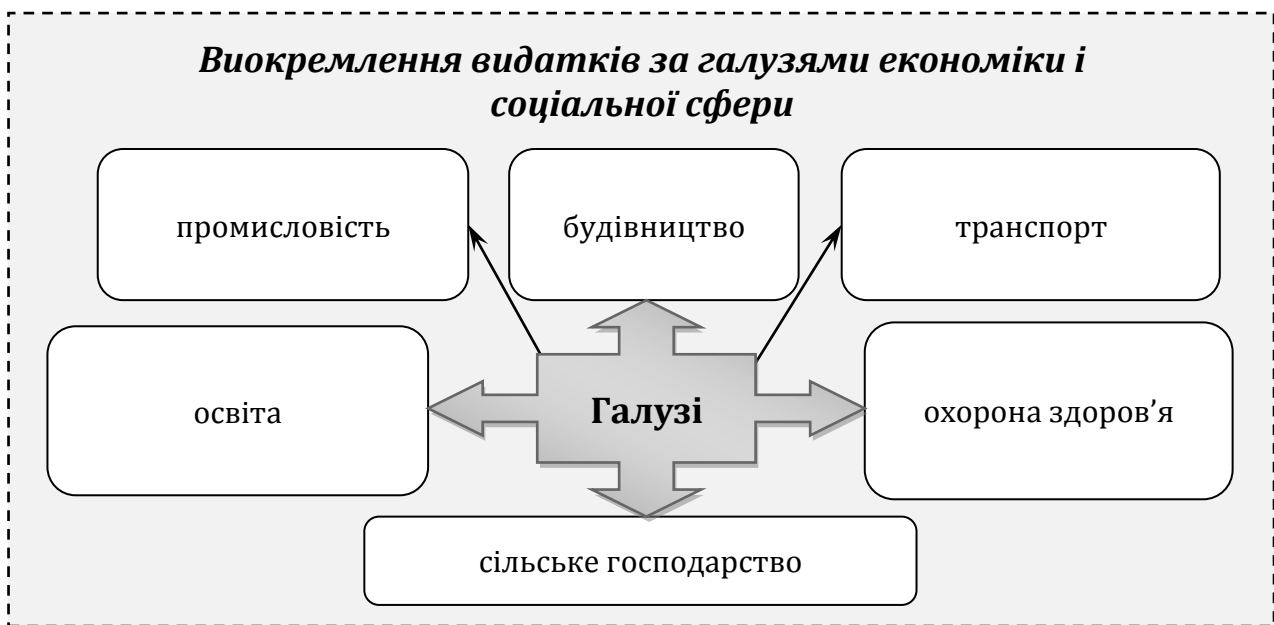 Виокремлення видатків за галузями економіки і
соціальної сфери
промисловість
будівництво
транспорт
освіта
Галузі
охорона здоров’я
сільське господарство